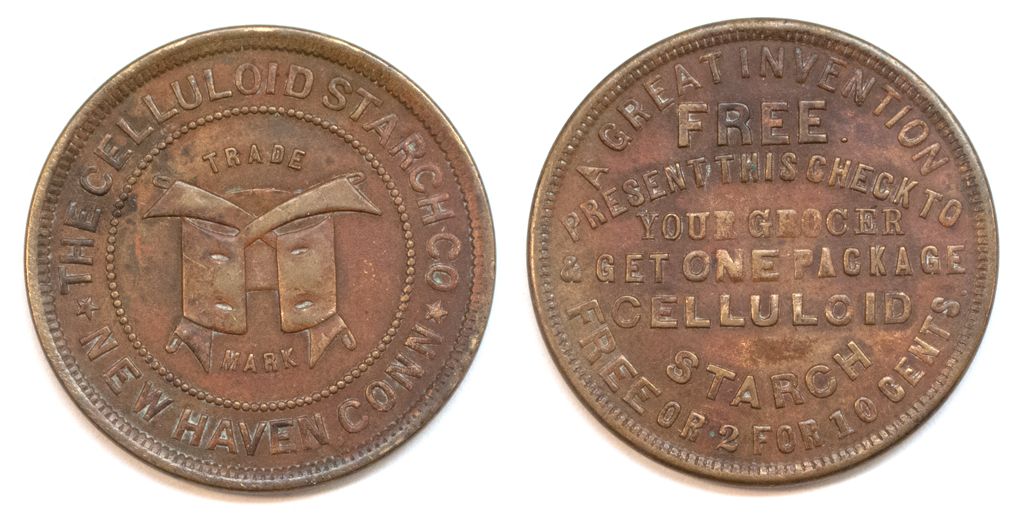 THE CELLULOID STARCH CO
TRADE
MARK
★ NEW HAVEN CONN ★
A GREAT INVENTION
FREE.
PRESENT THIS CHECK TO
YOUR GROCER
& GET ONE PACKAGE
CELLULOID
STARCH
FREE OR 2 FOR 10 CENTS